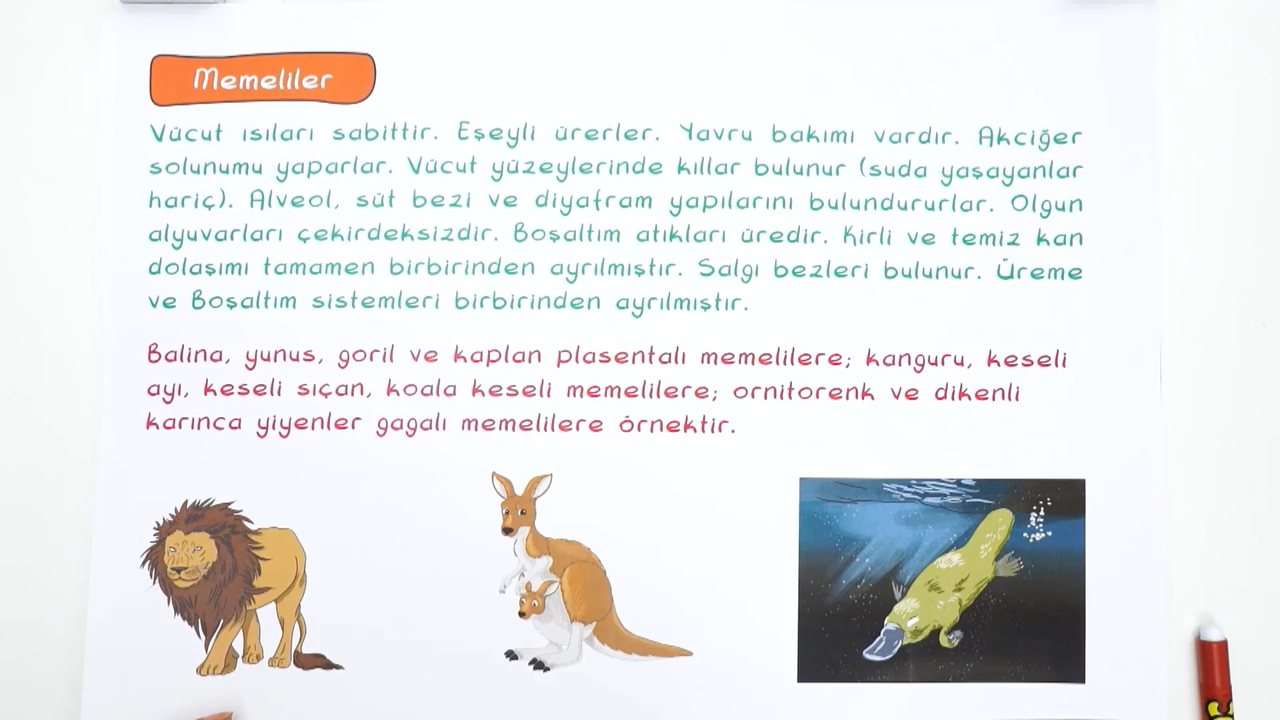 Memeliler
Vücut ısıları sabittir. Eşeyli ürerler. Yavru bakımı vardır. Akciğer
solunumu yaparlar. Vücut yüzeylerinde kıllar bulunur (suda yaşayanlar
hariç). Alveol, süt bezi ve diyafram yapılarını bulundururlar. Olgun
alyuvarları çekirdeksizdir. Boşaltım atıkları üredir. Kirli ve temiz kan
dolaşımı tamamen birbirinden ayrılmıştır. Salgı bezleri bulunur. Üreme
ve Boşaltım sistemleri birbirinden ayrılmıştır.
Balina, yunus, goril ve kaplan plasentalı memelilere; kanguru, keseli
ayı, keseli sıçan, koala keseli memelilere; ornitorenk ve dikenli
karınca yiyenler gagalı memelilere örnektir.